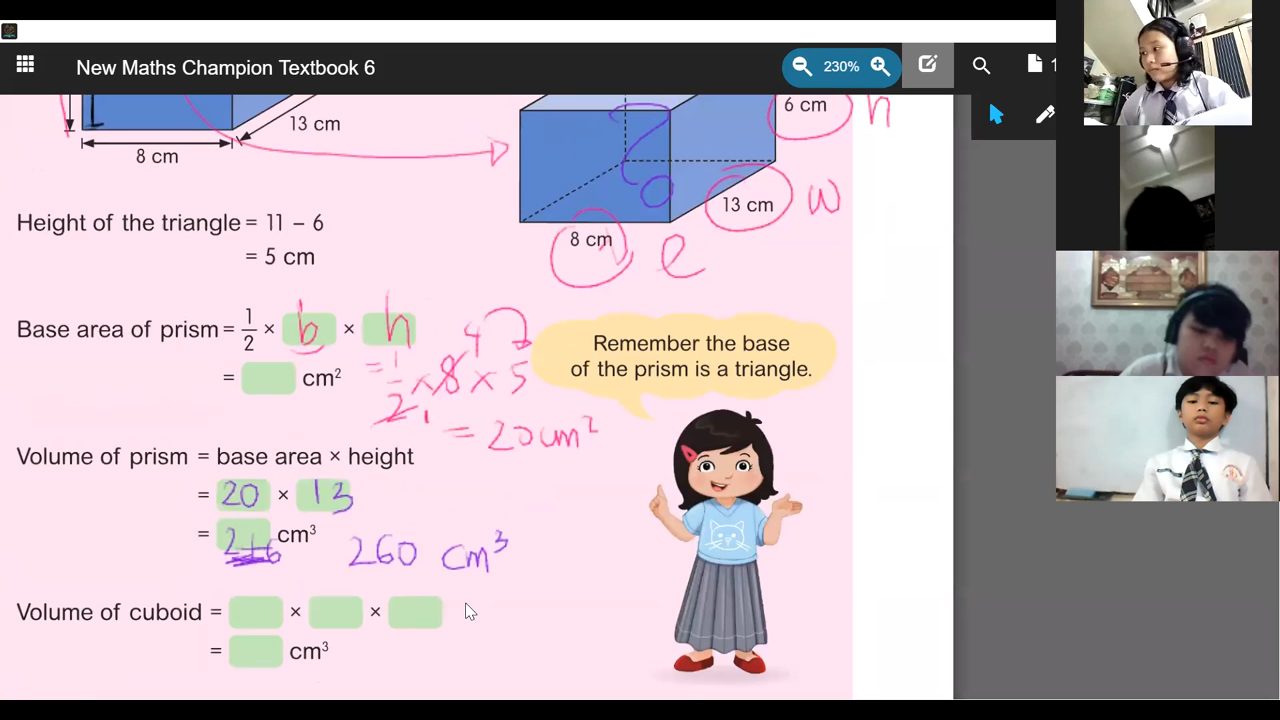 New Maths Champion Textbook 6
230%
1
13 cm
8 cm
6 cm h
13 cm w
8 cm l
Height of the triangle = 11 – 6
= 5 cm
Base area of prism = 1/2 × b × h
= cm²
= 1/2 × 8 × 5
4
1
= 20 cm²
Remember the base
of the prism is a triangle.
Volume of prism = base area × height
= 20 × 13
= cm³
260 cm³
Volume of cuboid = × ×
= cm³